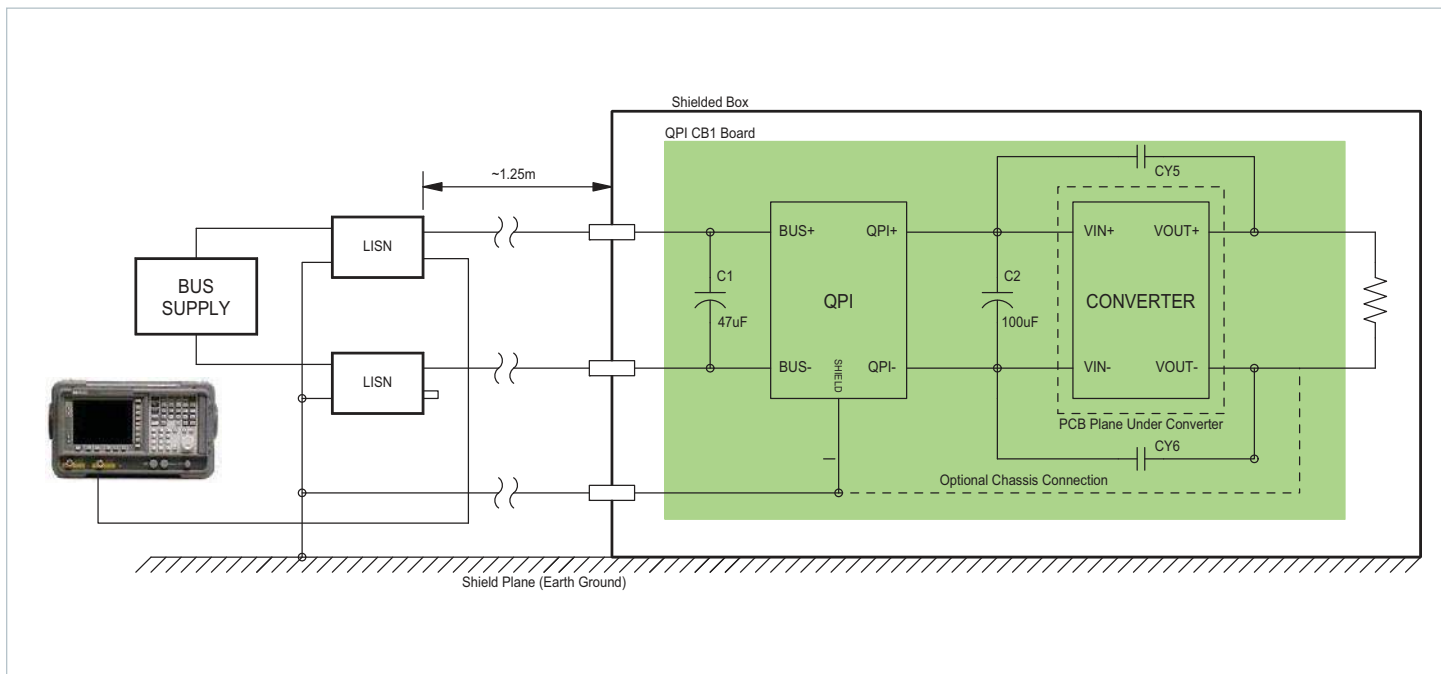 Shielded Box
QPI CB1 Board
~1.25m
CY5
LISN
BUS+
QPI+
VIN+
VOUT+
BUS
SUPPLY
C1
QPI
C2
CONVERTER
47uF
100uF
LISN
BUS-
SHIELD
QPI-
VIN-
VOUT-
PCB Plane Under Converter
CY6
Optional Chassis Connection
Shield Plane (Earth Ground)